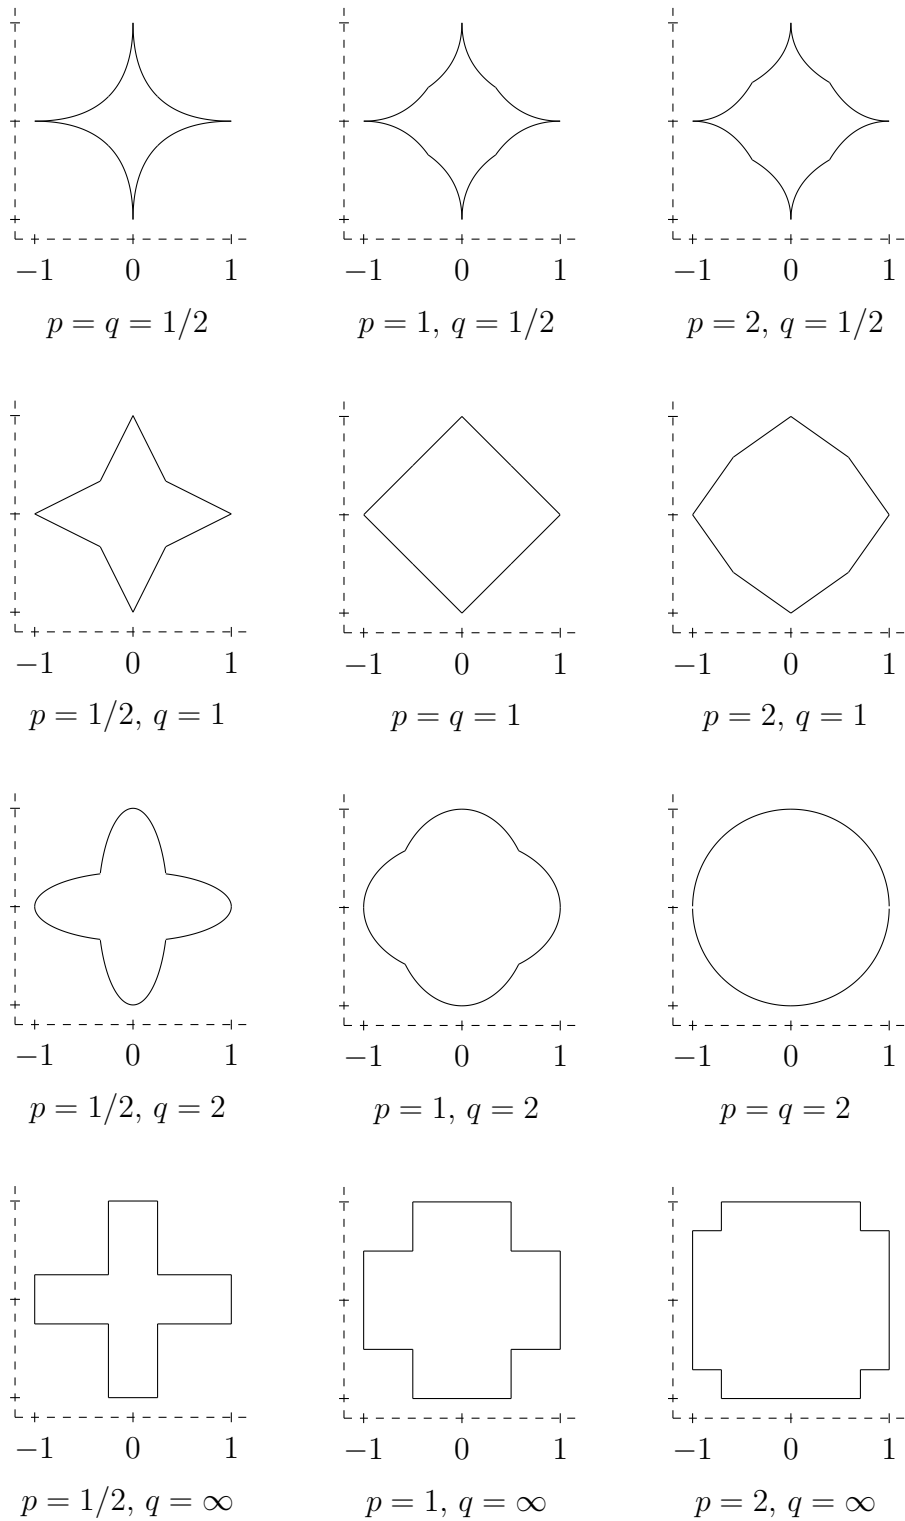 −1 0 1 −1 0 1 −1 0 1
p = q = 1/2 p = 1, q = 1/2 p = 2, q = 1/2
−1 0 1 −1 0 1 −1 0 1
p = 1/2, q = 1 p = q = 1 p = 2, q = 1
−1 0 1 −1 0 1 −1 0 1
p = 1/2, q = 2 p = 1, q = 2 p = q = 2
−1 0 1 −1 0 1 −1 0 1
p = 1/2, q = ∞ p = 1, q = ∞ p = 2, q = ∞